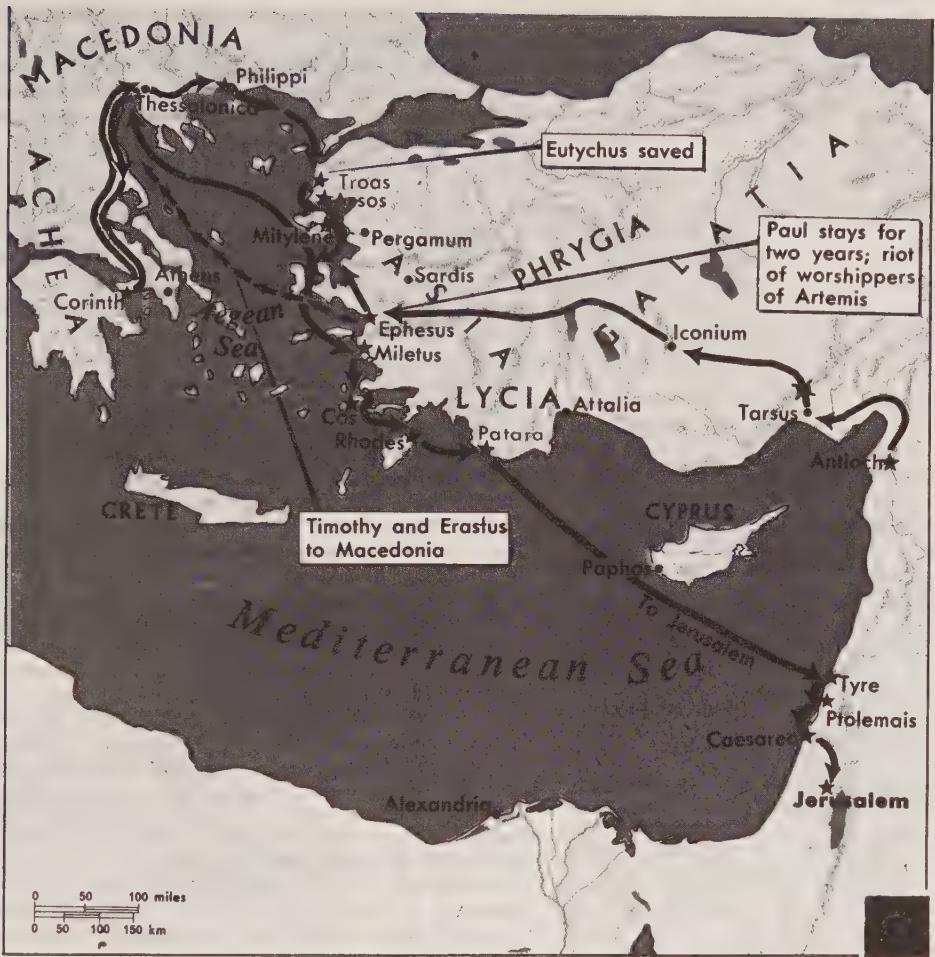 MACEDONIA
Philippi
Thessalonica
ACHEA
Eutychus saved
Troas
Assos
Mitylene
Pergamum
Sardis
ASIA
PHRYGIA
GALATIA
Paul stays for
two years; riot
of worshippers
of Artemis
Athens
Corinth
Aegean
Sea
Ephesus
Miletus
Iconium
LYCIA
Attalia
Tarsus
Cos
Rhodes
Patara
Antioch
CRETE
Timothy and Erastus
to Macedonia
CYPRUS
Paphos
To Jerusalem
Mediterranean Sea
Tyre
Ptolemais
Caesarea
Jerusalem
Alexandria
0 50 100 miles
0 50 100 150 km